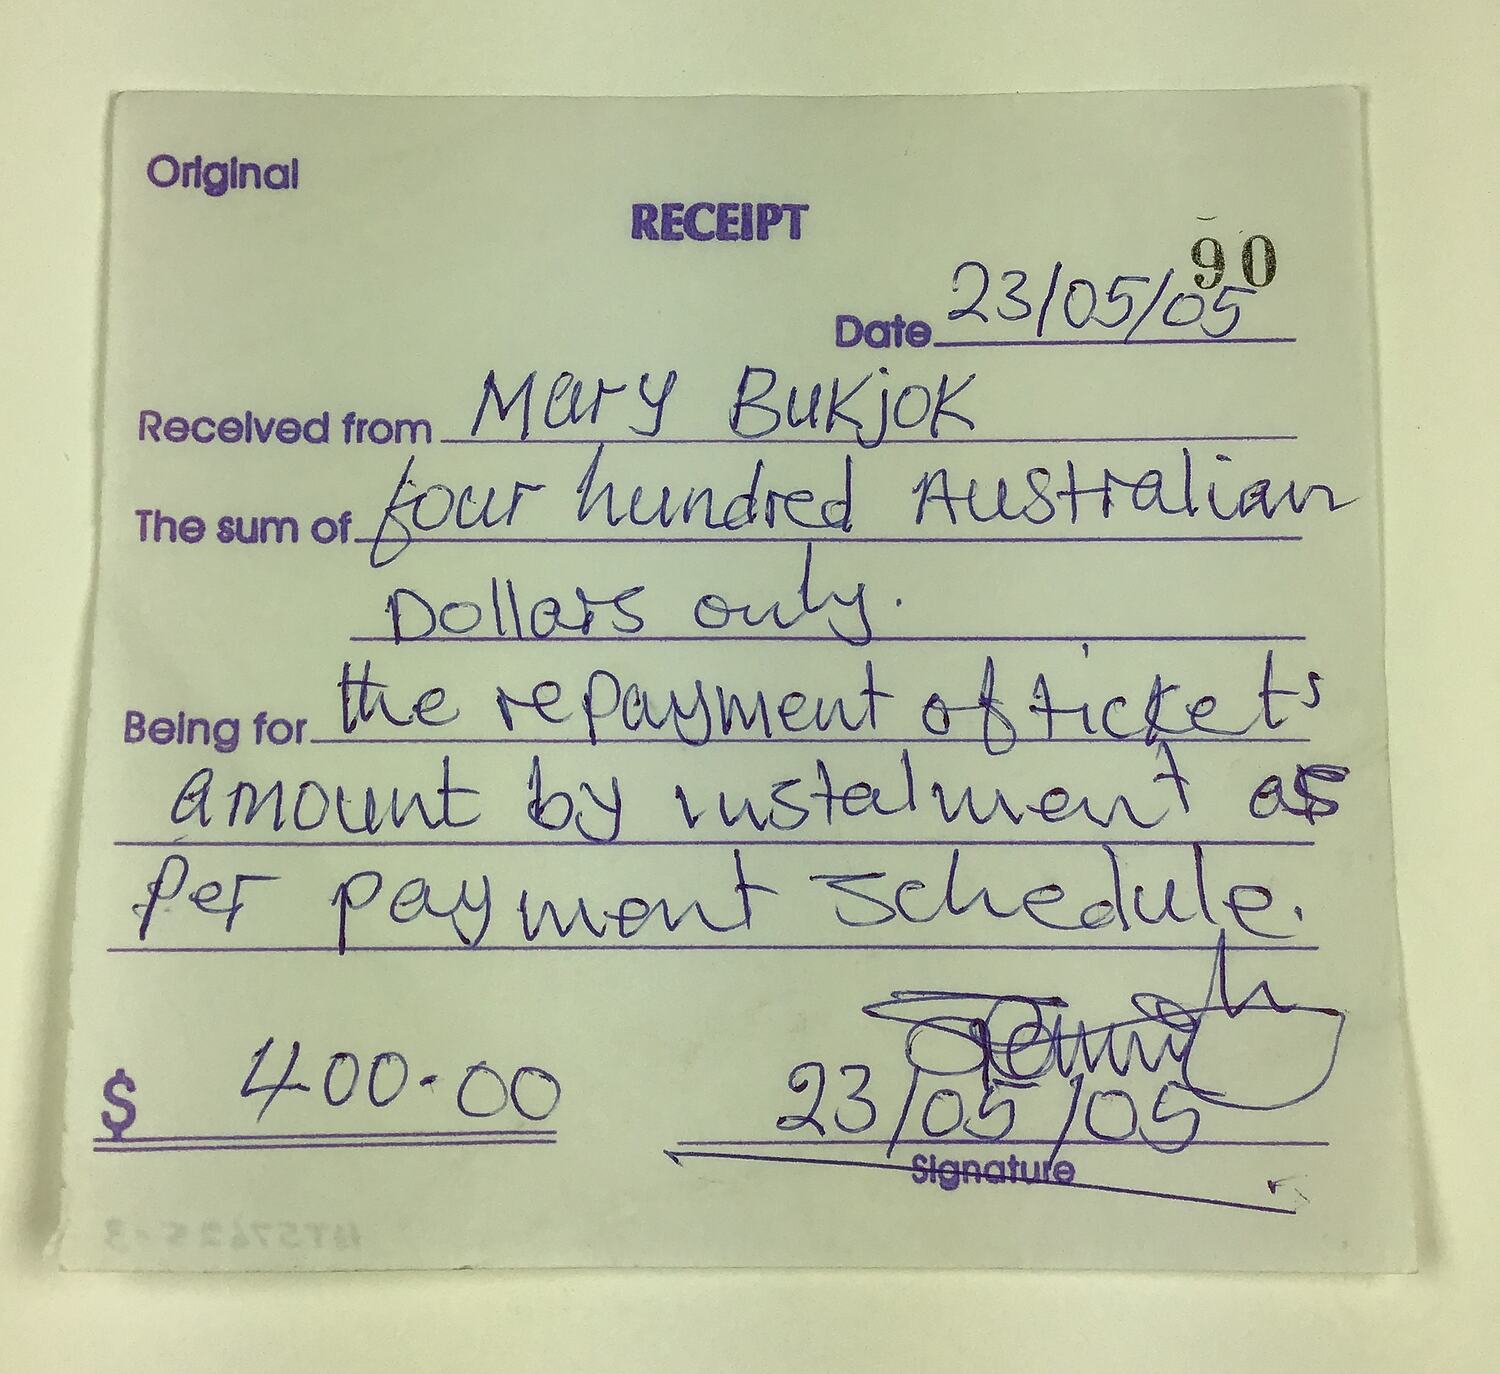 Original
RECEIPT
90
Date 23/05/05
Received from Mary Bukjok
The sum of four hundred Australian
Dollars only.
Being for the repayment of tickets
amount by instalment as
Per payment schedule.
$ 400.00
23/05/05
Signature